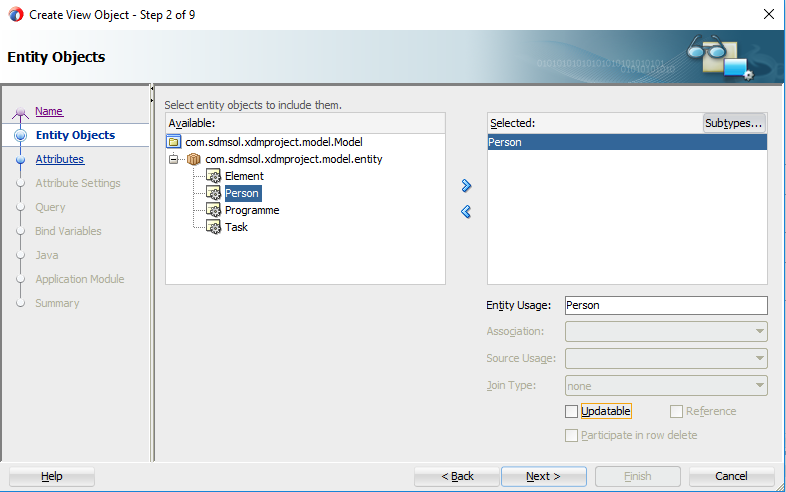 Create View Object - Step 2 of 9
Entity Objects
010101010101010101010101
0101010101
Name
Entity Objects
Attributes
Attribute Settings
Query
Bind Variables
Java
Application Module
Summary
Select entity objects to include them.
Available:
com.sdmsol.xdmproject.model.Model
com.sdmsol.xdmproject.model.entity
Element
Person
Programme
Task
Selected:
Subtypes...
Person
Entity Usage: Person
Association:
Source Usage:
Join Type: none
Updatable Reference
Participate in row delete
Help < Back Next > Finish Cancel